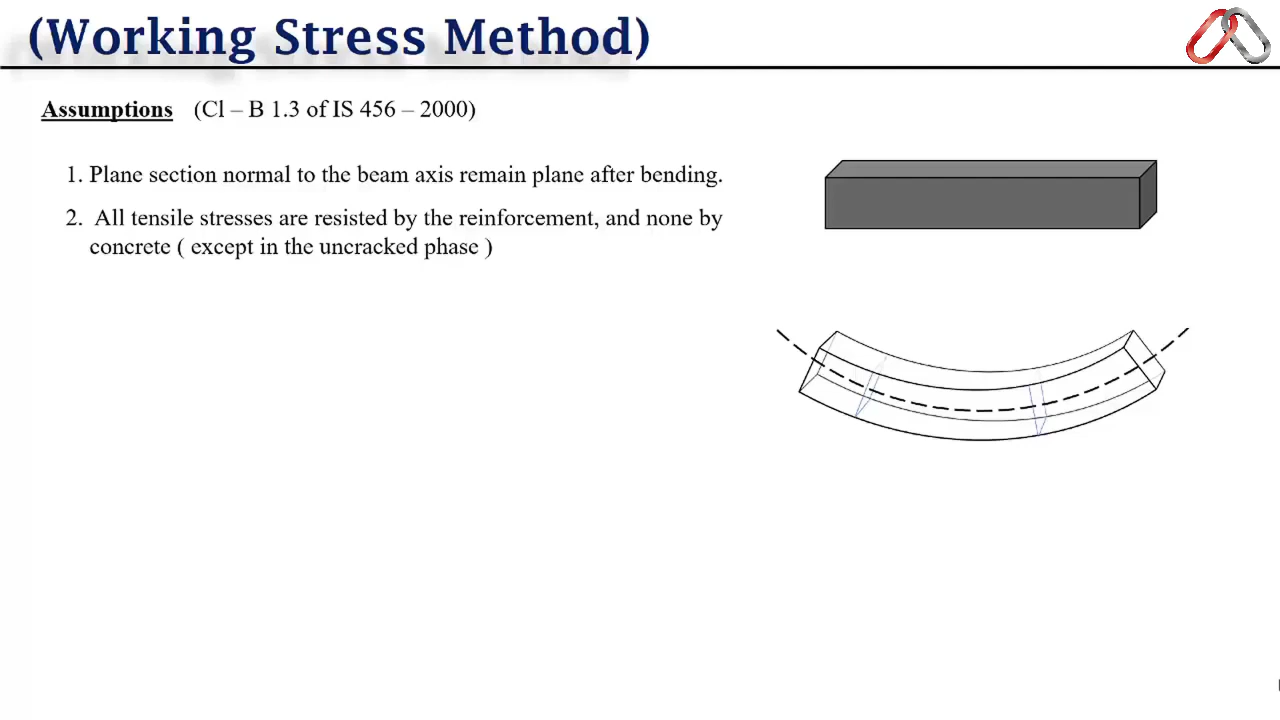 (Working Stress Method)
Assumptions (Cl – B 1.3 of IS 456 – 2000)
1. Plane section normal to the beam axis remain plane after bending.
2. All tensile stresses are resisted by the reinforcement, and none by
concrete ( except in the uncracked phase )